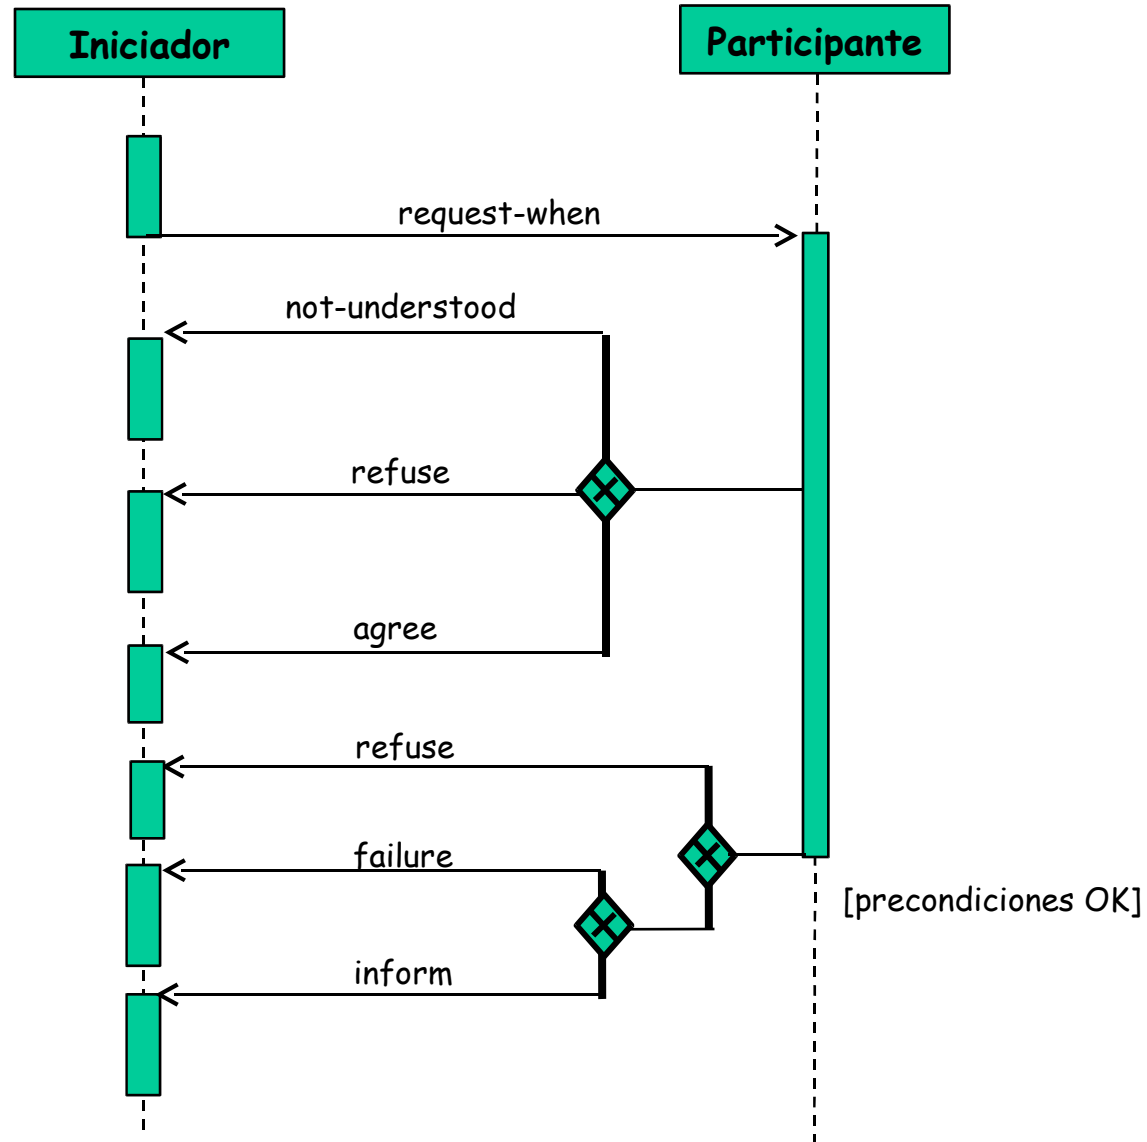 Iniciador
Participante
request-when
not-understood
refuse
agree
refuse
failure
[precondiciones OK]
inform